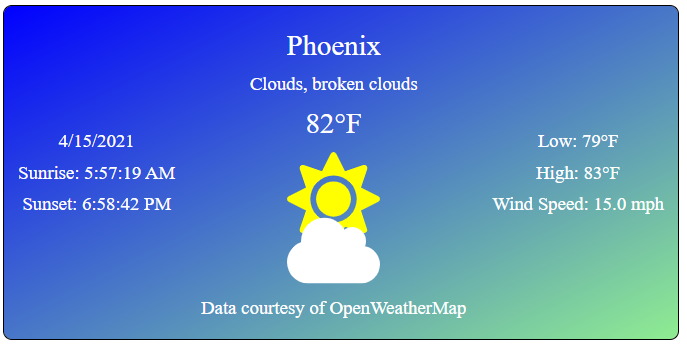 Phoenix
Clouds, broken clouds
82°F
4/15/2021
Sunrise: 5:57:19 AM
Sunset: 6:58:42 PM
Low: 79°F
High: 83°F
Wind Speed: 15.0 mph
Data courtesy of OpenWeatherMap